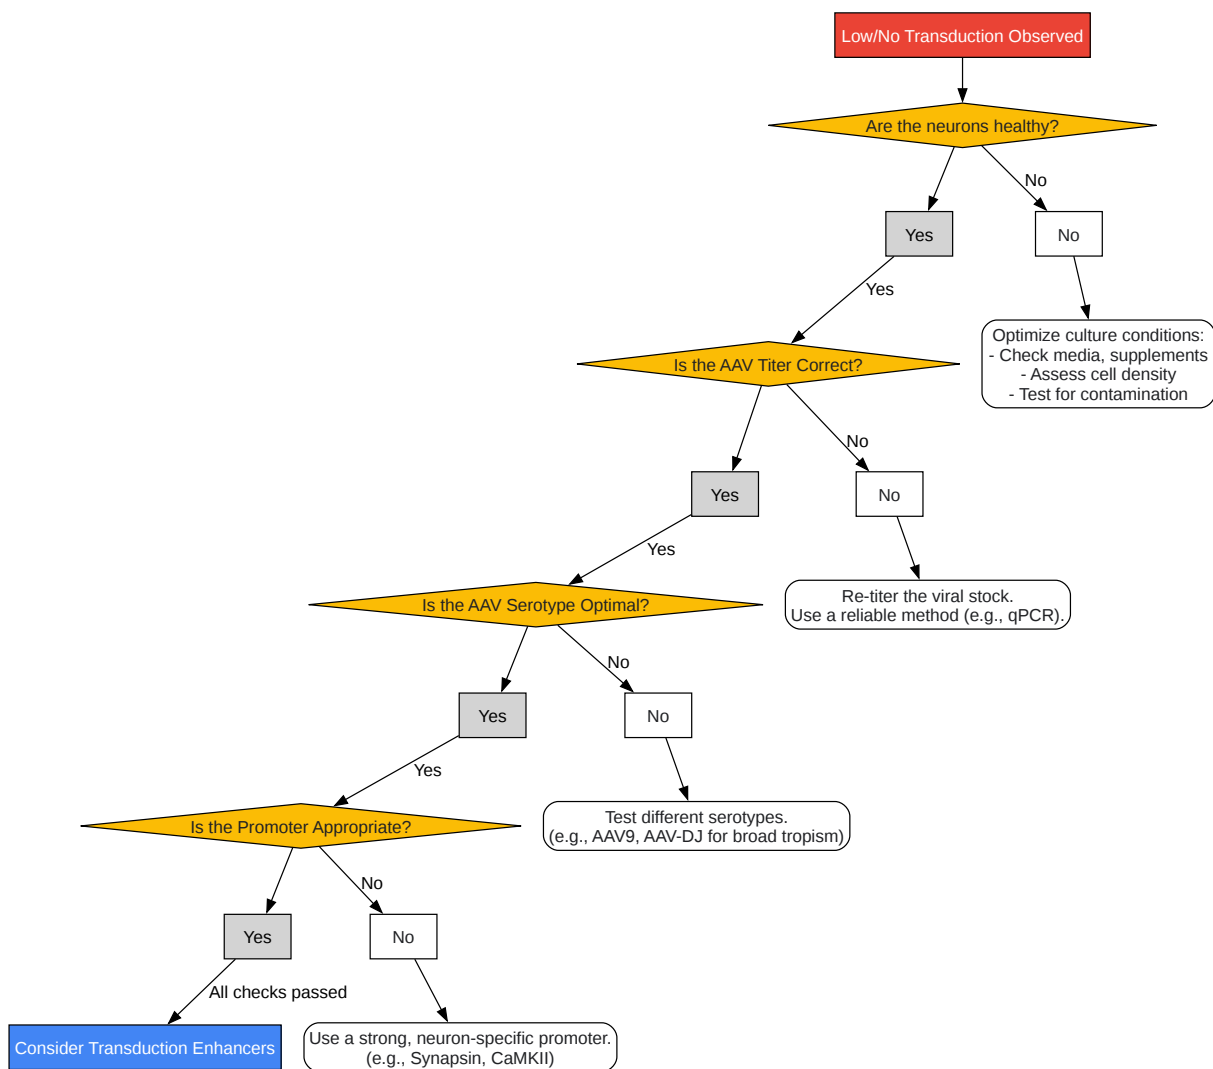 Low/No Transduction Observed
Are the neurons healthy?
No
Yes
No
Yes
Optimize culture conditions:
- Check media, supplements
- Assess cell density
- Test for contamination
Is the AAV Titer Correct?
No
Yes
No
Yes
Re-titer the viral stock.
Use a reliable method (e.g., qPCR).
Is the AAV Serotype Optimal?
No
Yes
No
Yes
Test different serotypes.
(e.g., AAV9, AAV-DJ for broad tropism)
Is the Promoter Appropriate?
No
Yes
No
All checks passed
Consider Transduction Enhancers
Use a strong, neuron-specific promoter.
(e.g., Synapsin, CaMKII)